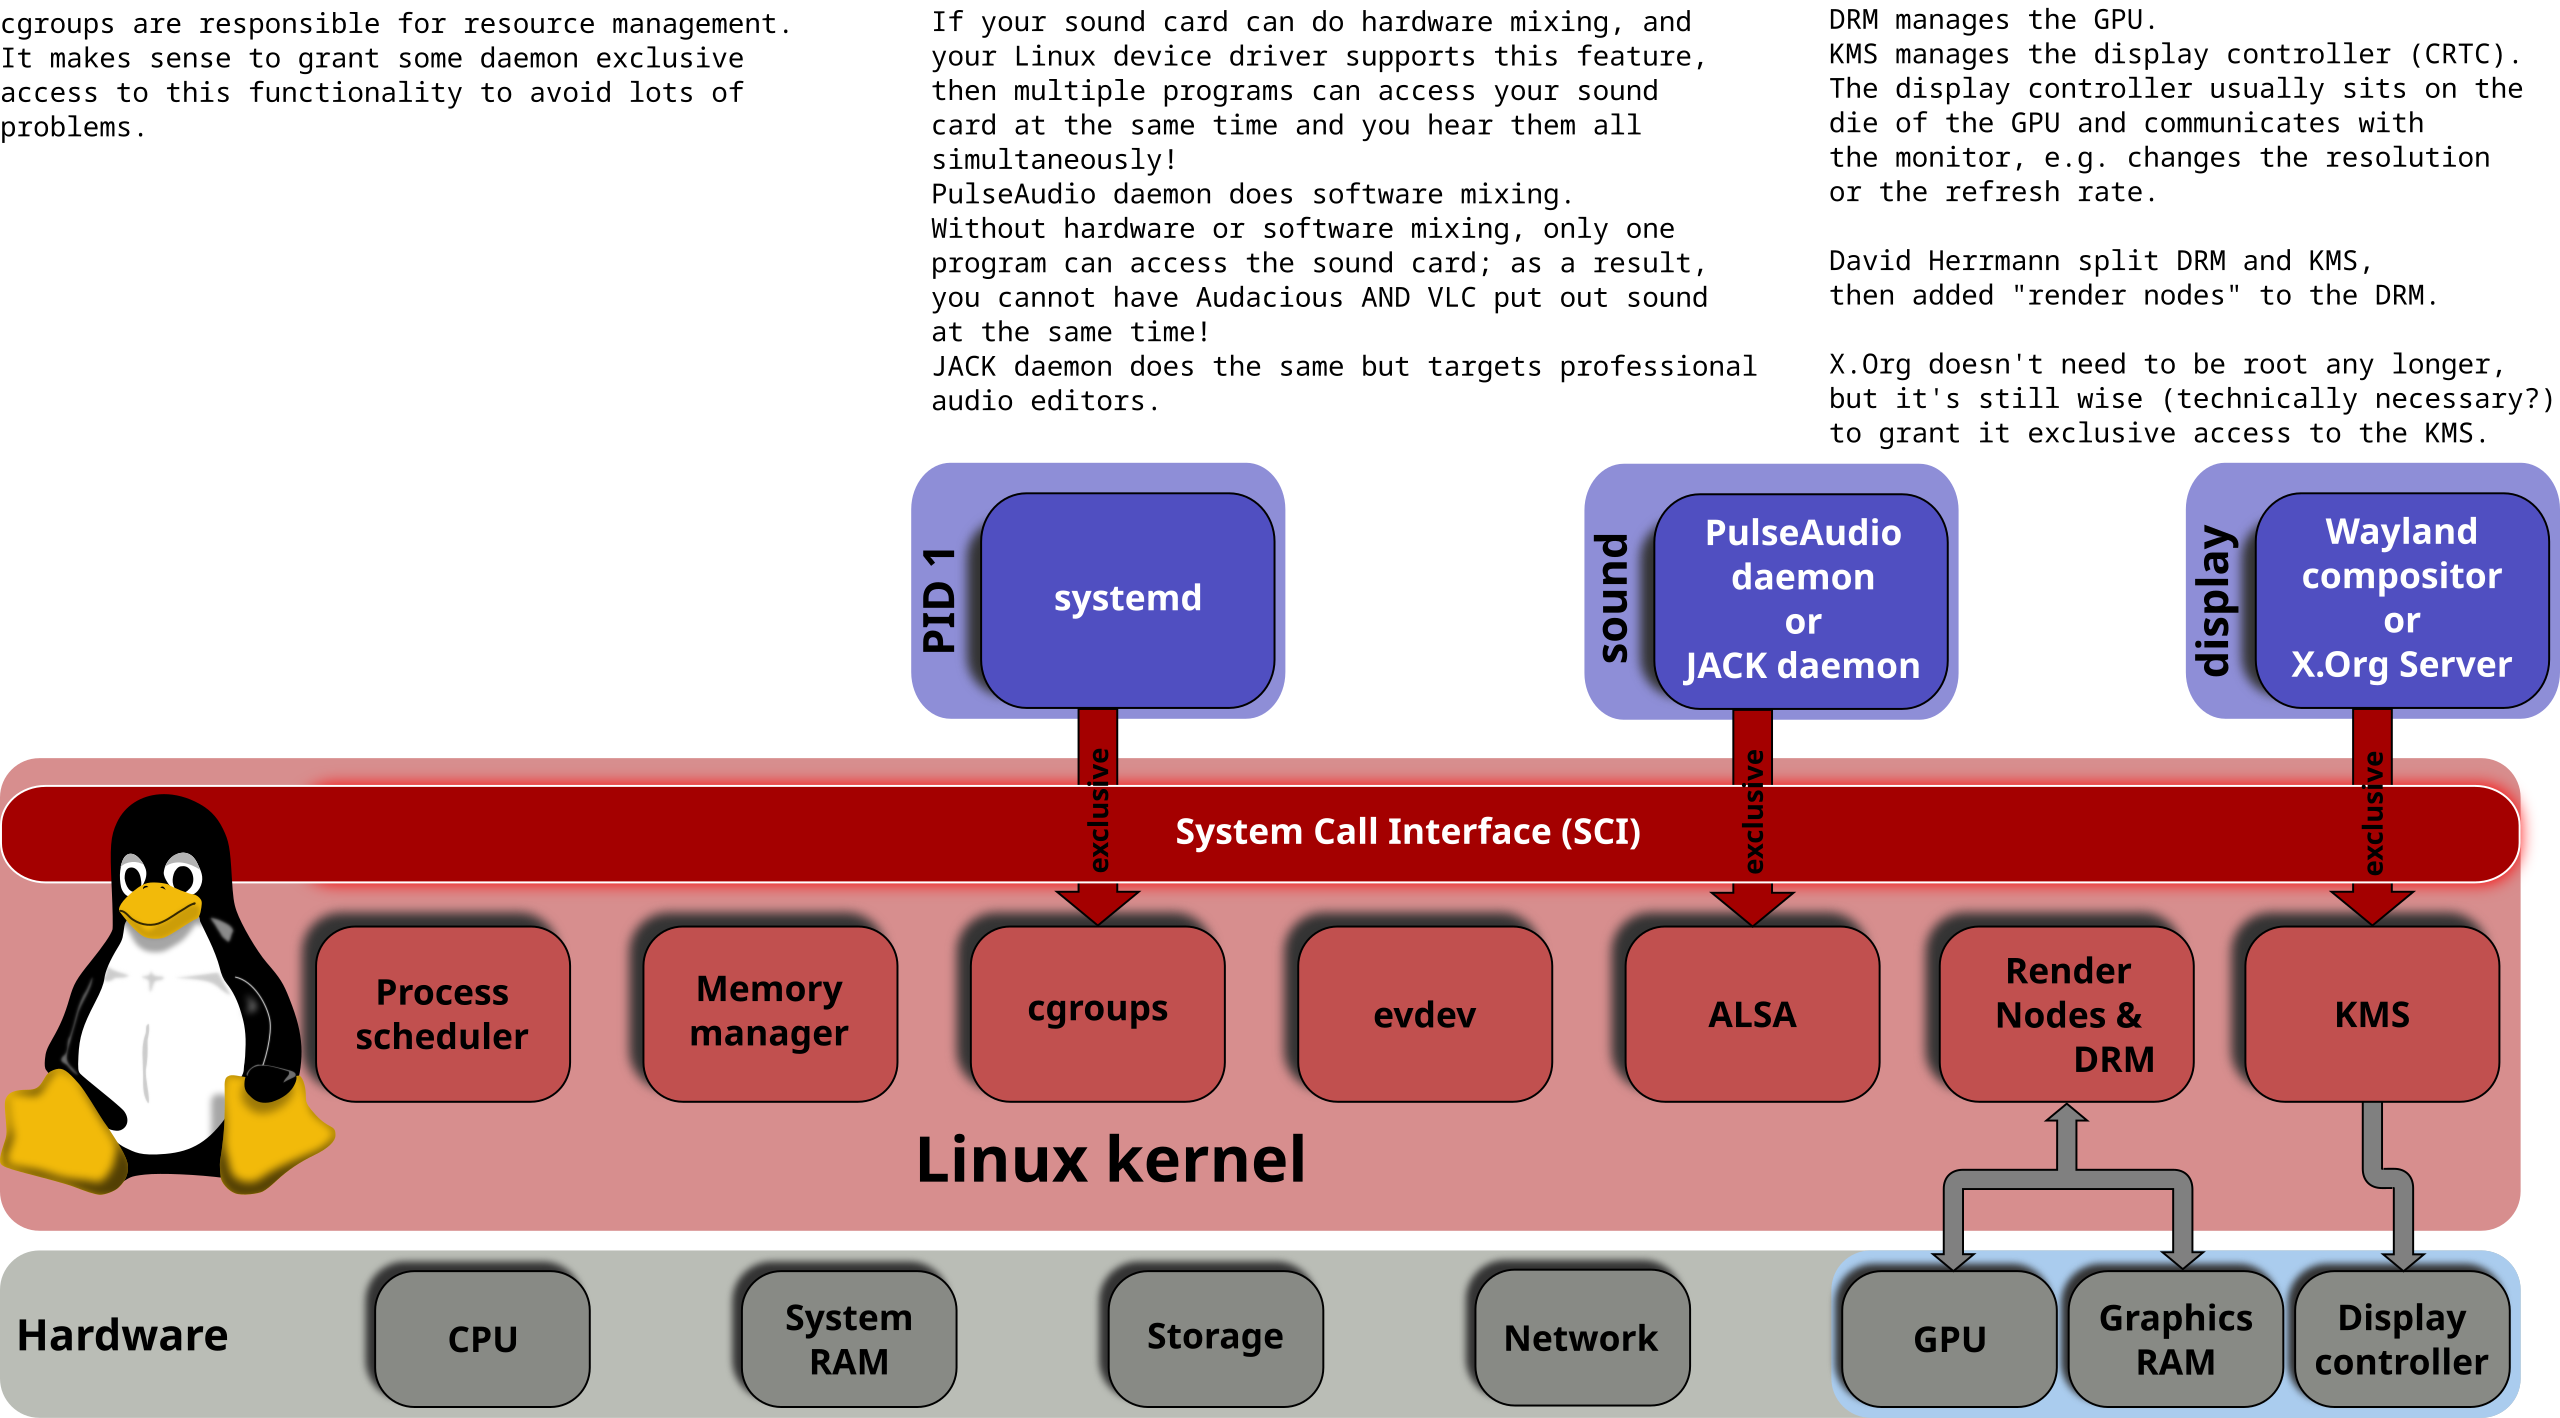 cgroups are responsible for resource management.
It makes sense to grant some daemon exclusive
access to this functionality to avoid lots of
problems.
If your sound card can do hardware mixing, and
your Linux device driver supports this feature,
then multiple programs can access your sound
card at the same time and you hear them all
simultaneously!
PulseAudio daemon does software mixing.
Without hardware or software mixing, only one
program can access the sound card; as a result,
you cannot have Audacious AND VLC put out sound
at the same time!
JACK daemon does the same but targets professional
audio editors.
DRM manages the GPU.
KMS manages the display controller (CRTC).
The display controller usually sits on the
die of the GPU and communicates with
the monitor, e.g. changes the resolution
or the refresh rate.
David Herrmann split DRM and KMS,
then added "render nodes" to the DRM.
X.Org doesn't need to be root any longer,
but it's still wise (technically necessary?)
to grant it exclusive access to the KMS.
PID 1
systemd
sound
PulseAudio
daemon
or
JACK daemon
display
Wayland
compositor
or
X.Org Server
exclusive
System Call Interface (SCI)
exclusive
exclusive
Process
scheduler
Memory
manager
cgroups
evdev
ALSA
Render
Nodes &
DRM
KMS
Linux kernel
Hardware
CPU
System
RAM
Storage
Network
GPU
Graphics
RAM
Display
controller